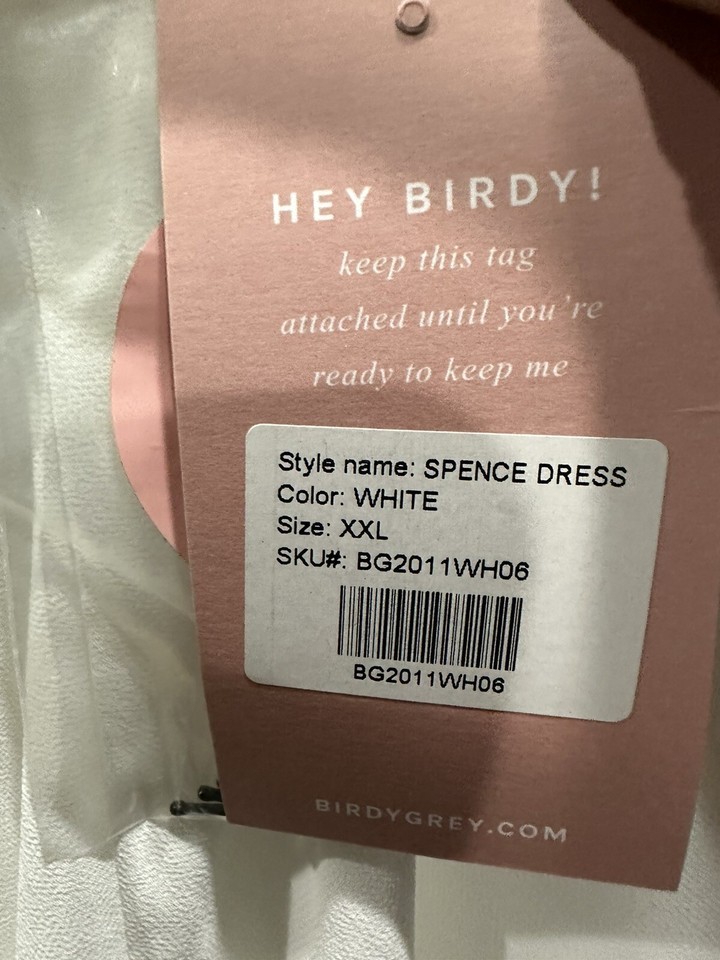 HEY BIRDY!
keep this tag
attached until you're
ready to keep me
Style name: SPENCE DRESS
Color: WHITE
Size: XXL
SKU#: BG2011WH06
BG2011WH06
BIRDYGREY.COM